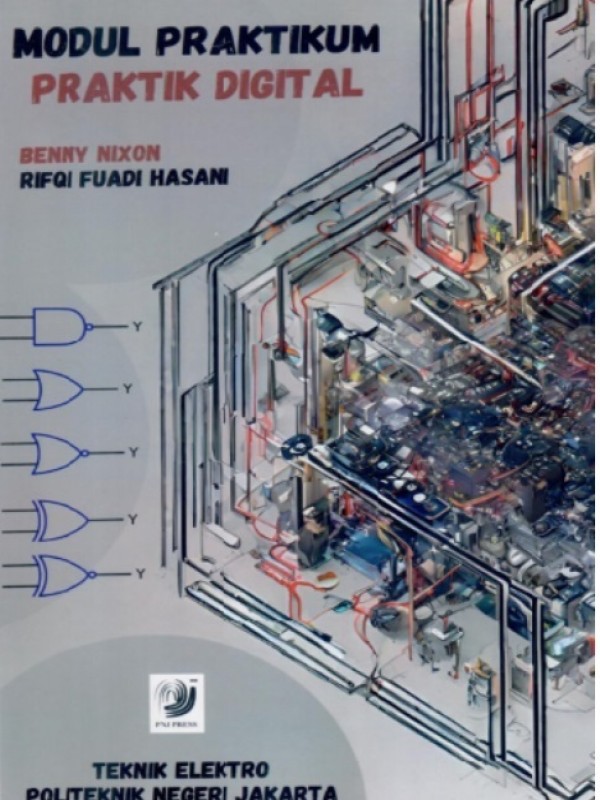 MODUL PRAKTIKUM
PRAKTIK DIGITAL
BENNY NIXON
RIFQI FUADI HASANI
Y
Y
Y
Y
Y
PNJ PRESS
TEKNIK ELEKTRO
POLITEKNIK NEGERI JAKARTA